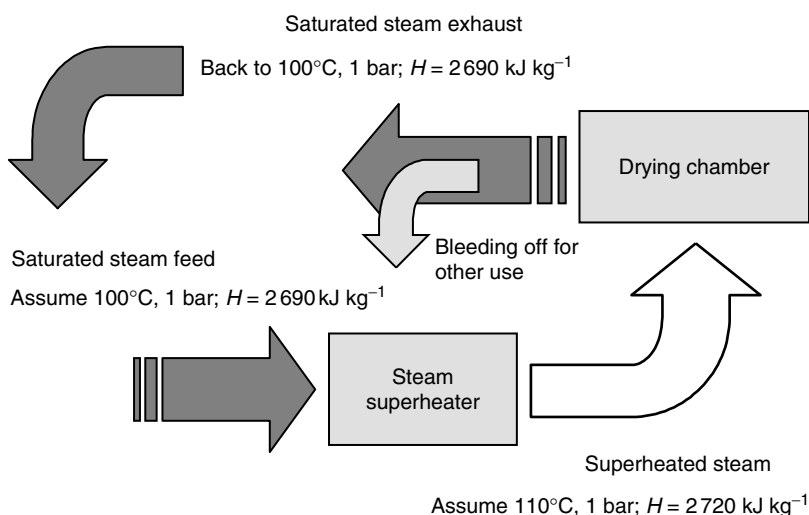 Saturated steam exhaust
Back to 100°C, 1 bar; H = 2 690 kJ kg⁻¹
Drying chamber
Bleeding off for
other use
Saturated steam feed
Assume 100°C, 1 bar; H = 2 690 kJ kg⁻¹
Steam
superheater
Superheated steam
Assume 110°C, 1 bar; H = 2 720 kJ kg⁻¹